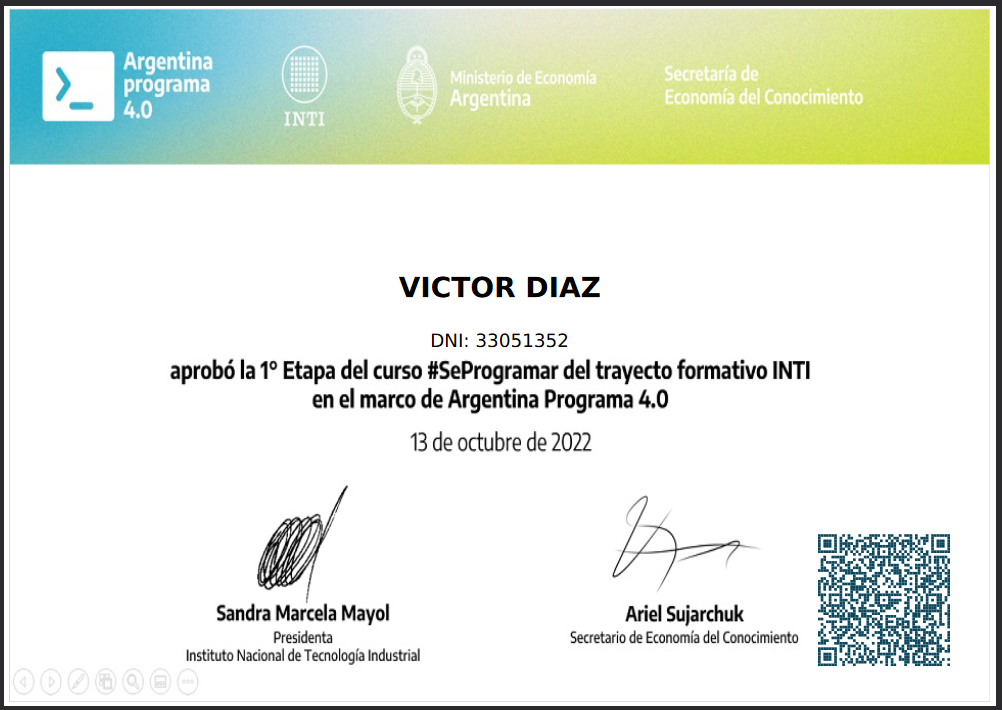 Argentina
programa
4.0
INTI
Ministerio de Economía
Argentina
Secretaría de
Economía del Conocimiento
VICTOR DIAZ
DNI: 33051352
aprobó la 1° Etapa del curso #SeProgramar del trayecto formativo INTI
en el marco de Argentina Programa 4.0
13 de octubre de 2022
Sandra Marcela Mayol
Presidenta
Instituto Nacional de Tecnología Industrial
Ariel Sujarchuk
Secretario de Economía del Conocimiento